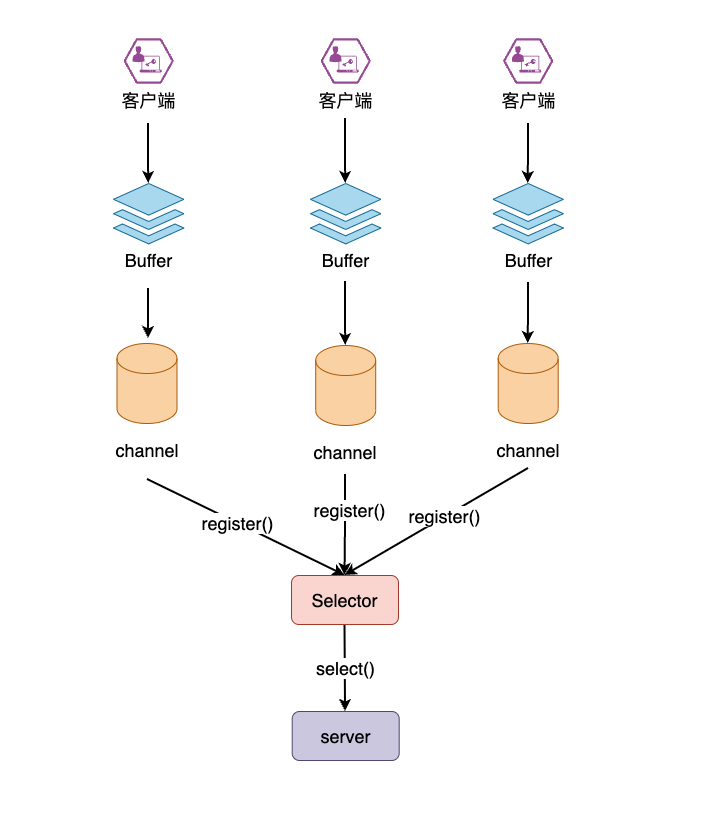 客户端
客户端
客户端
Buffer
Buffer
Buffer
channel
channel
channel
register()
register()
register()
Selector
select()
server